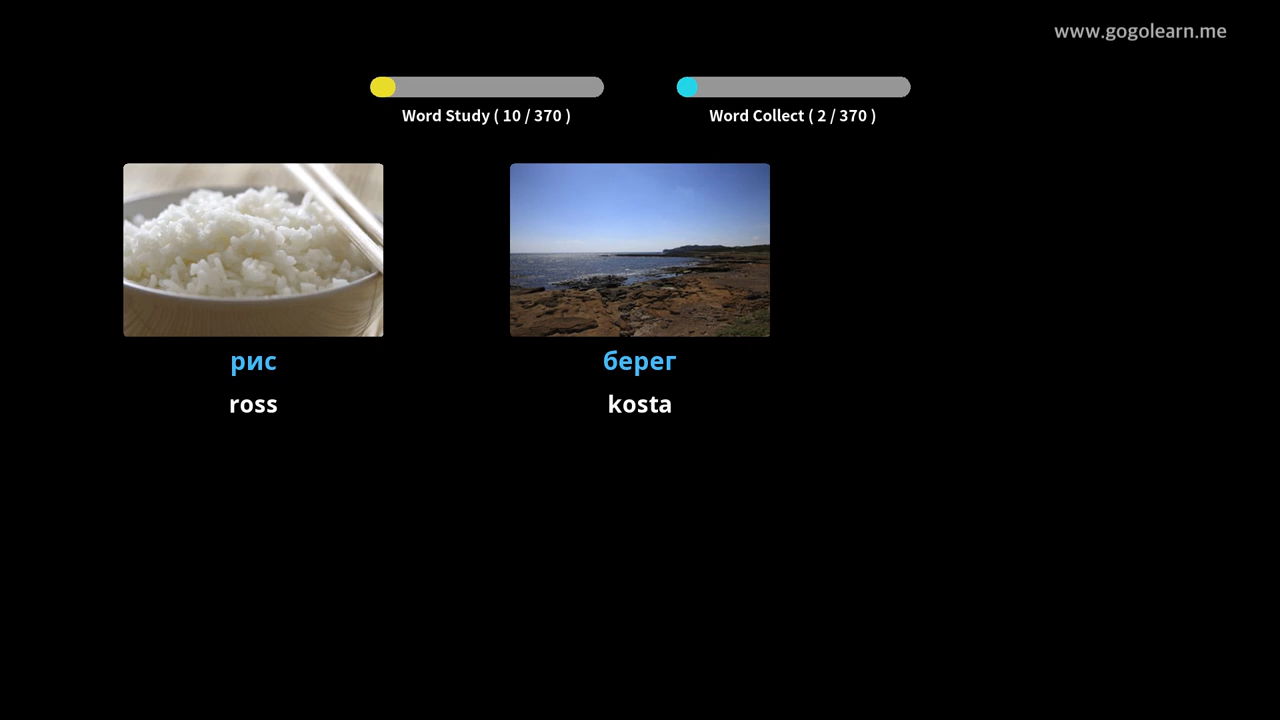 www.gogolearn.me
Word Study ( 10 / 370 )
Word Collect ( 2 / 370 )
рис
берег
ross
kosta